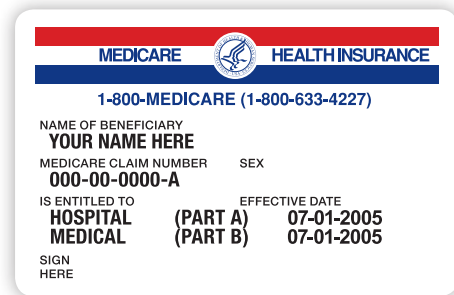 MEDICARE HEALTH INSURANCE
1-800-MEDICARE (1-800-633-4227)
NAME OF BENEFICIARY
YOUR NAME HERE
MEDICARE CLAIM NUMBER SEX
000-00-0000-A
IS ENTITLED TO EFFECTIVE DATE
HOSPITAL (PART A) 07-01-2005
MEDICAL (PART B) 07-01-2005
SIGN
HERE